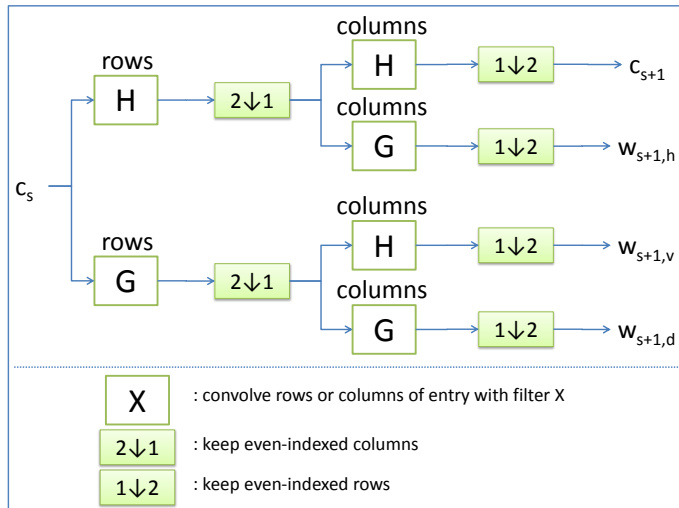 columns
rows
H
1↓2
c_{s+1}
H
2↓1
columns
G
1↓2
w_{s+1,h}
c_s
columns
rows
H
1↓2
w_{s+1,v}
G
2↓1
columns
G
1↓2
w_{s+1,d}
X : convolve rows or columns of entry with filter X
2↓1 : keep even-indexed columns
1↓2 : keep even-indexed rows